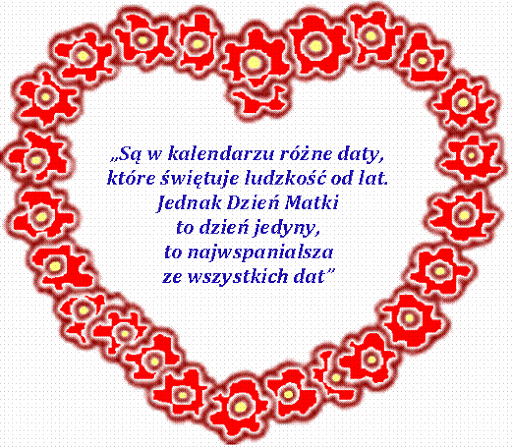 „Są w kalendarzu różne daty,
które świętuje ludzkość od lat.
Jednak Dzień Matki
to dzień jedyny,
to najwspanialsza
ze wszystkich dat”